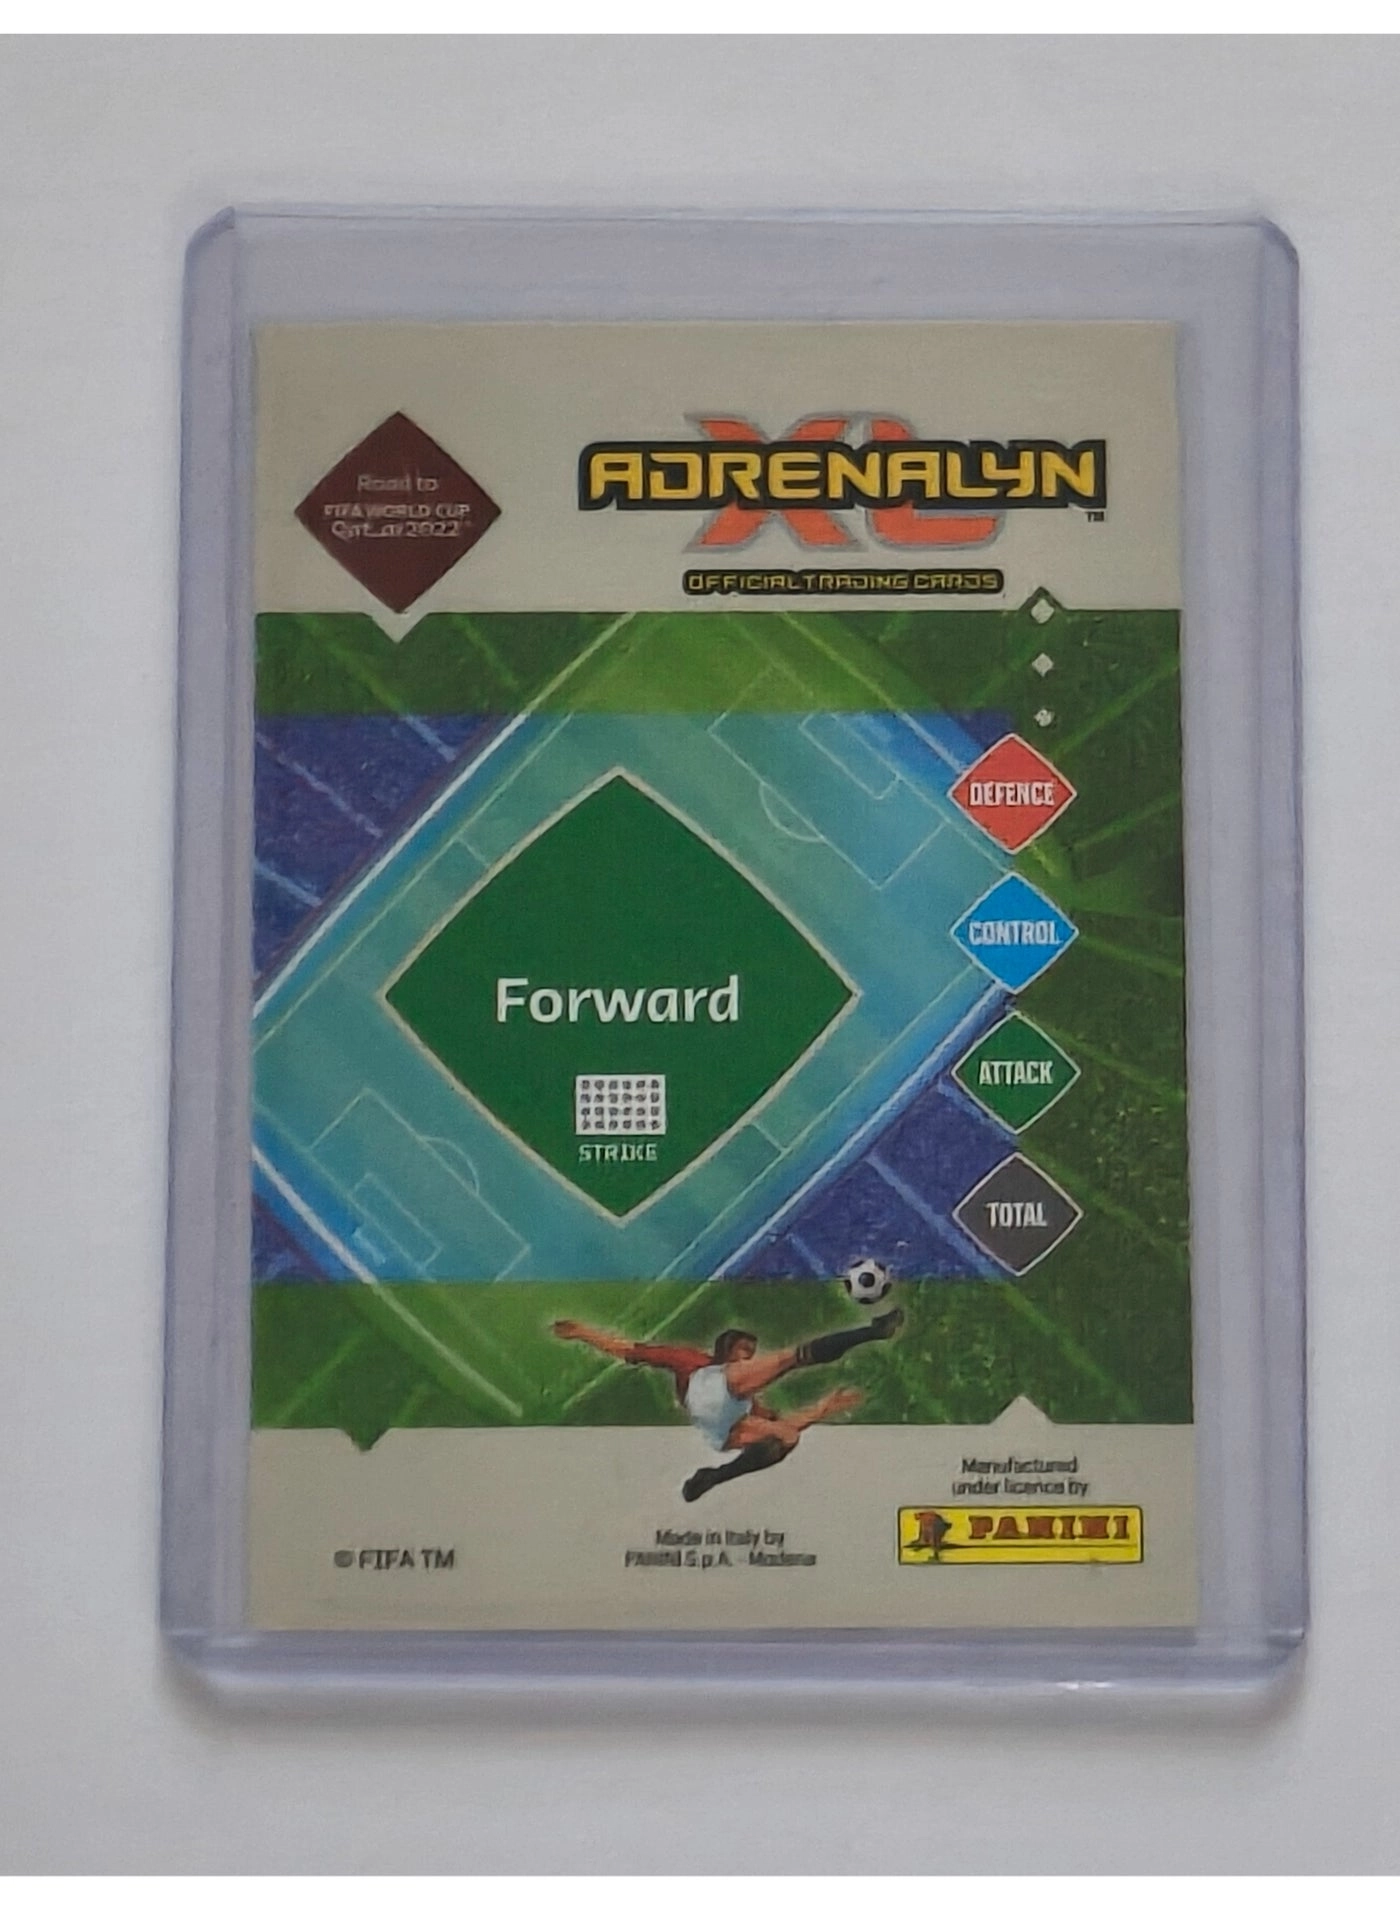 Road to
FIFA WORLD CUP
Qatar2022
ADRENALYN
XL
TM
OFFICIAL TRADING CARDS
DEFENCE
CONTROL
ATTACK
TOTAL
Forward
STRIKE
© FIFA TM
Made in Italy by
PANINI S.p.A. - Modena
Manufactured
under licence by
PANINI